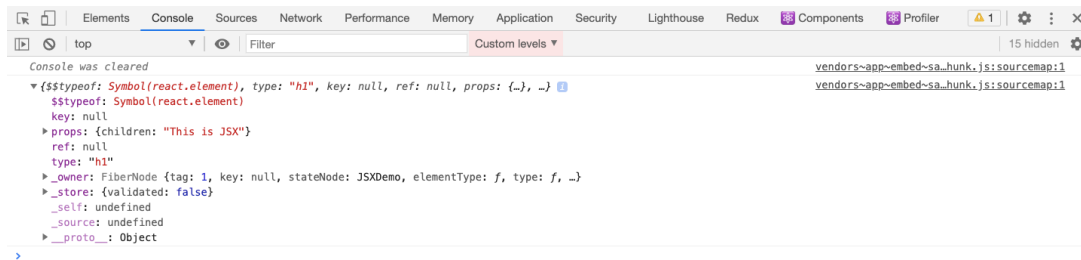 Elements Console Sources Network Performance Memory Application Security Lighthouse Redux Components Profiler 1
top Filter Custom levels ▼ 15 hidden
Console was cleared vendors~app~embed~sa…hunk.js:sourcemap:1
{$$typeof: Symbol(react.element), type: "h1", key: null, ref: null, props: {…}, …} i vendors~app~embed~sa…hunk.js:sourcemap:1
$$typeof: Symbol(react.element)
key: null
props: {children: "This is JSX"}
ref: null
type: "h1"
_owner: FiberNode {tag: 1, key: null, stateNode: JSXDemo, elementType: ƒ, type: ƒ, …}
_store: {validated: false}
_self: undefined
_source: undefined
__proto__: Object